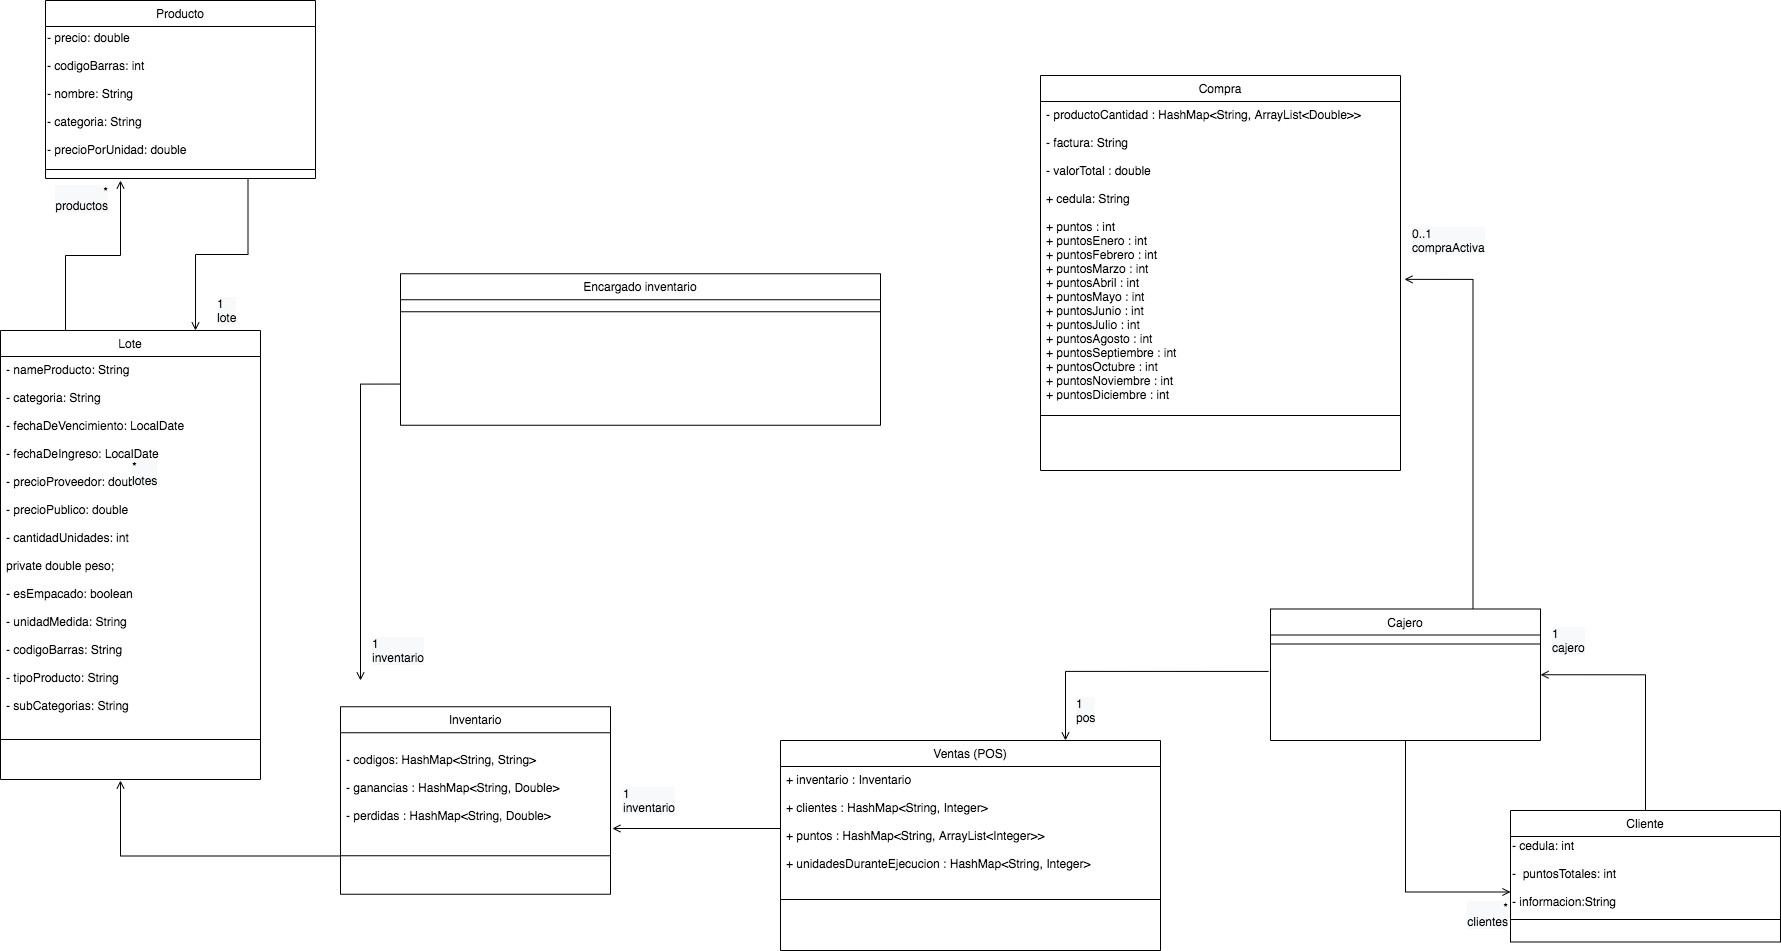 Producto
- precio: double
- codigoBarras: int
- nombre: String
- categoria: String
- precioPorUnidad: double
*
productos
1
lote
Lote
- nameProducto: String
- categoria: String
- fechaDeVencimiento: LocalDate
- fechaDeIngreso: LocalDate
*
lotes
- precioProveedor: double
- precioPublico: double
- cantidadUnidades: int
private double peso;
- esEmpacado: boolean
- unidadMedida: String
- codigoBarras: String
- tipoProducto: String
- subCategorias: String
Encargado inventario
1
inventario
Inventario
- codigos: HashMap<String, String>
- ganancias : HashMap<String, Double>
- perdidas : HashMap<String, Double>
1
inventario
Compra
- productoCantidad : HashMap<String, ArrayList<Double>>
- factura: String
- valorTotal : double
+ cedula: String
+ puntos : int
+ puntosEnero : int
+ puntosFebrero : int
+ puntosMarzo : int
+ puntosAbril : int
+ puntosMayo : int
+ puntosJunio : int
+ puntosJulio : int
+ puntosAgosto : int
+ puntosSeptiembre : int
+ puntosOctubre : int
+ puntosNoviembre : int
+ puntosDiciembre : int
0..1
compraActiva
Cajero
1
cajero
1
pos
Ventas (POS)
+ inventario : Inventario
+ clientes : HashMap<String, Integer>
+ puntos : HashMap<String, ArrayList<Integer>>
+ unidadesDuranteEjecucion : HashMap<String, Integer>
Cliente
- cedula: int
- puntosTotales: int
- informacion:String
*
clientes